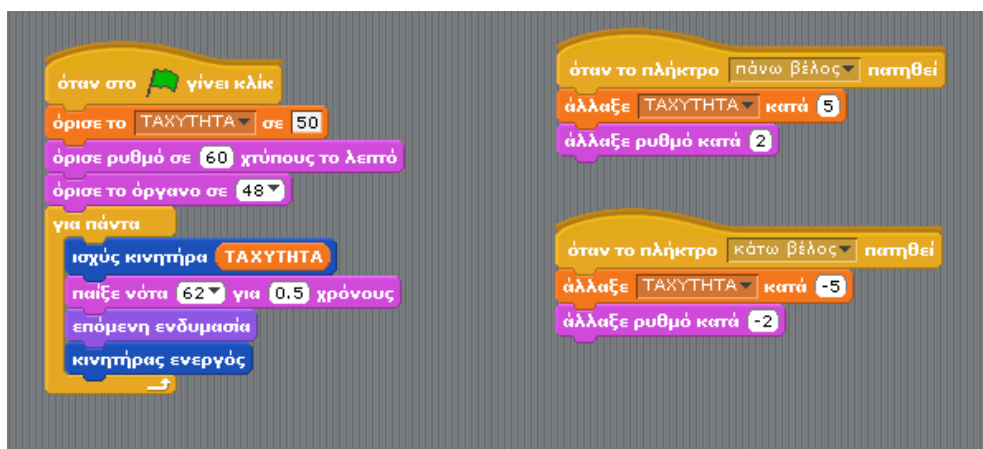 όταν στο γίνει κλίκ
όρισε το ΤΑΧΥΤΗΤΑ σε 50
όρισε ρυθμό σε 60 χτύπους το λεπτό
όρισε το όργανο σε 48
για πάντα
ισχύς κινητήρα ΤΑΧΥΤΗΤΑ
παίξε νότα 62 για 0.5 χρόνους
επόμενη ενδυμασία
κινητήρας ενεργός
όταν το πλήκτρο πάνω βέλος πατηθεί
άλλαξε ΤΑΧΥΤΗΤΑ κατά 5
άλλαξε ρυθμό κατά 2
όταν το πλήκτρο κάτω βέλος πατηθεί
άλλαξε ΤΑΧΥΤΗΤΑ κατά -5
άλλαξε ρυθμό κατά -2